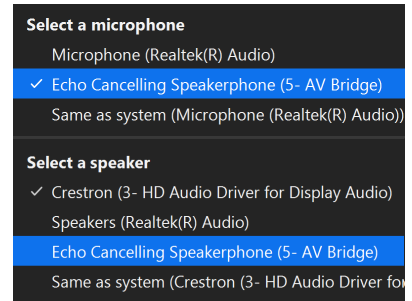 Select a microphone
Microphone (Realtek(R) Audio)
✓ Echo Cancelling Speakerphone (5- AV Bridge)
Same as system (Microphone (Realtek(R) Audio))
Select a speaker
✓ Crestron (3- HD Audio Driver for Display Audio)
Speakers (Realtek(R) Audio)
Echo Cancelling Speakerphone (5- AV Bridge)
Same as system (Crestron (3- HD Audio Driver for